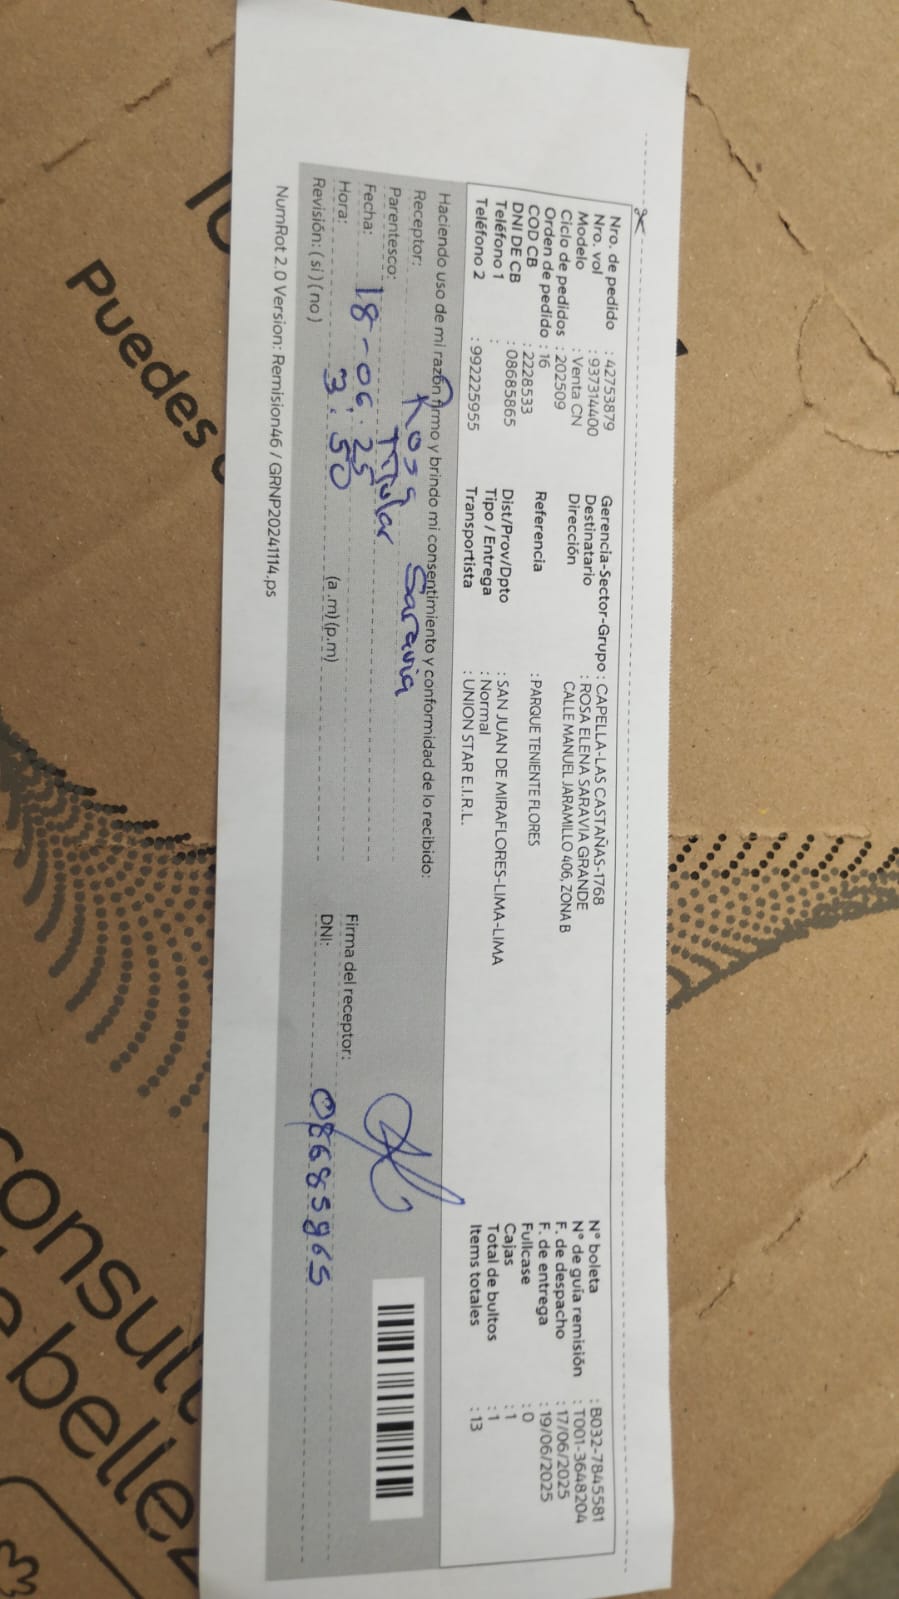 Nro. de pedido : 42753879
Nro. vol : 937314400
Modelo : Venta CN
Ciclo de pedidos : 202509
Orden de pedido : 16
COD CB : 2228533
DNI DE CB : 08685865
Teléfono 1 :
Teléfono 2 : 992225955
Gerencia-Sector-Grupo : CAPELLA-LAS CASTAÑAS-1768
Destinatario : ROSA ELENA SARAVIA GRANDE
Dirección CALLE MANUEL JARAMILLO 406, ZONA B
Referencia : PARQUE TENIENTE FLORES
Dist/Prov/Dpto : SAN JUAN DE MIRAFLORES-LIMA-LIMA
Tipo / Entrega : Normal
Transportista : UNION STAR E.I.R.L.
N° boleta : B032-7845581
N° de guía remisión : T001-3648204
F. de despacho : 17/06/2025
F. de entrega : 19/06/2025
Fullcase : 0
Cajas : 1
Total de bultos : 1
Items totales : 13
Haciendo uso de mi razón firmo y brindo mi consentimiento y conformidad de lo recibido:
Receptor: Rosa Saravia
Parentesco: Titular
Fecha: 18-06.25
Hora: 3:50 (a.m)(p.m)
Revisión: (si)(no)
Firma del receptor:
DNI: 08685865
NumRot 2.0 Version: Remision46 / GRNP20241114.ps
Puedes
consul
belle